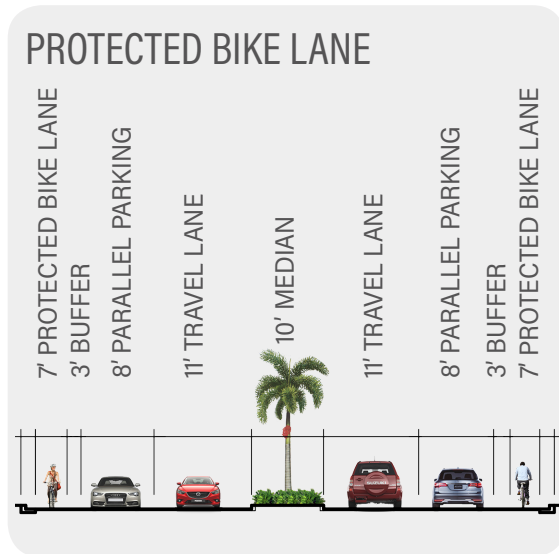 PROTECTED BIKE LANE
7' PROTECTED BIKE LANE
3' BUFFER
8' PARALLEL PARKING
11' TRAVEL LANE
10' MEDIAN
11' TRAVEL LANE
8' PARALLEL PARKING
3' BUFFER
7' PROTECTED BIKE LANE